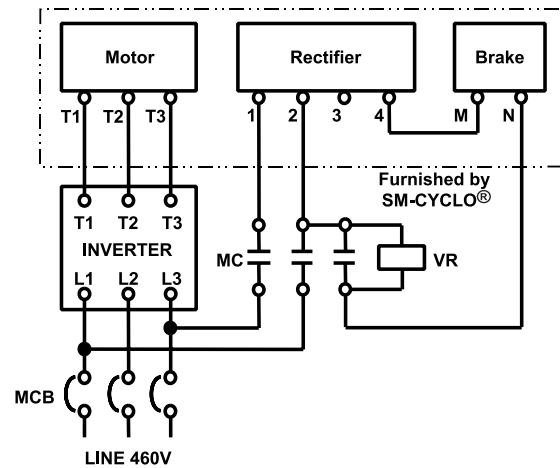 Motor
Rectifier
Brake
T1 T2 T3
1 2 3 4
M N
Furnished by
SM-CYCLO®
T1 T2 T3
INVERTER
MC
VR
L1 L2 L3
MCB
LINE 460V